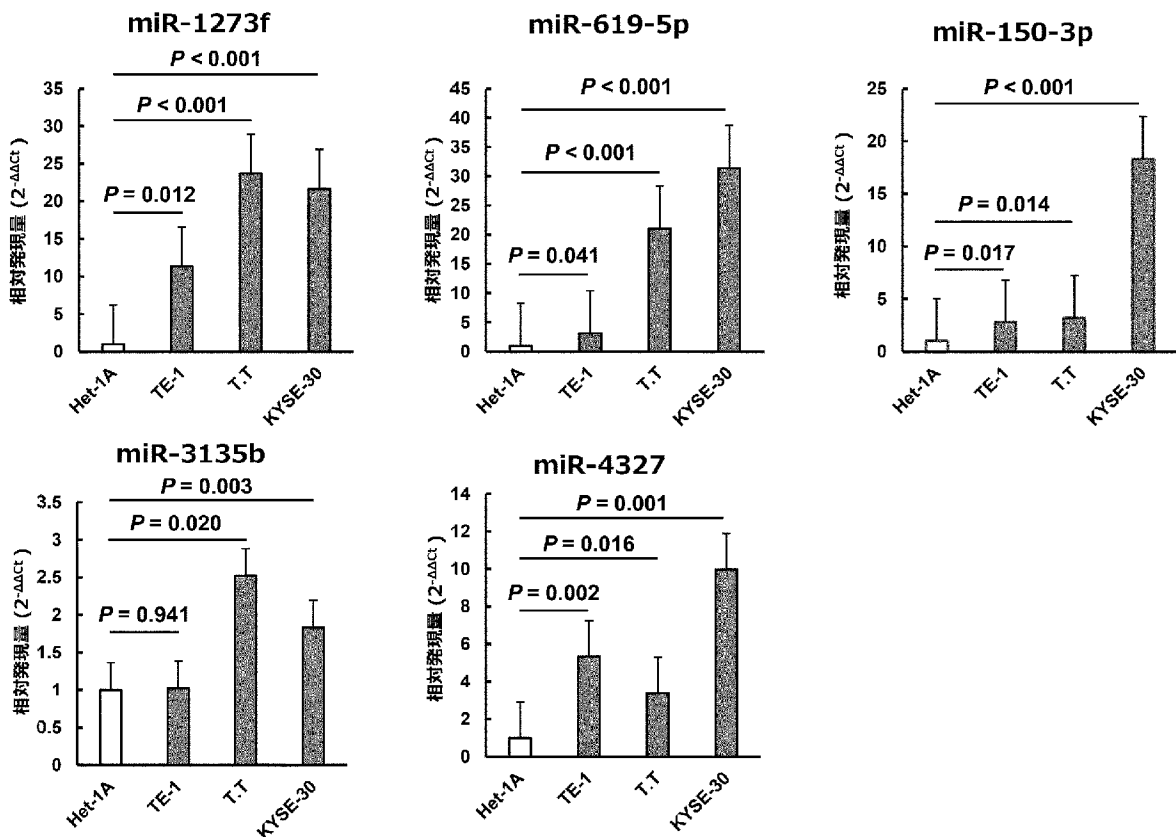 miR-1273f
P < 0.001
P < 0.001
P = 0.012
相対発現量 (2-ΔΔCt)
35
30
25
20
15
10
5
0
Het-1A
TE-1
T.T
KYSE-30
miR-619-5p
P < 0.001
P < 0.001
P = 0.041
相対発現量 (2-ΔΔCt)
45
40
35
30
25
20
15
10
5
0
Het-1A
TE-1
T.T
KYSE-30
miR-150-3p
P < 0.001
P = 0.014
P = 0.017
相対発現量 (2-ΔΔCt)
25
20
15
10
5
0
Het-1A
TE-1
T.T
KYSE-30
miR-3135b
P = 0.003
P = 0.020
P = 0.941
相対発現量 (2-ΔΔCt)
3.5
3
2.5
2
1.5
1
0.5
0
Het-1A
TE-1
T.T
KYSE-30
miR-4327
P = 0.001
P = 0.016
P = 0.002
相対発現量 (2-ΔΔCt)
14
12
10
8
6
4
2
0
Het-1A
TE-1
T.T
KYSE-30